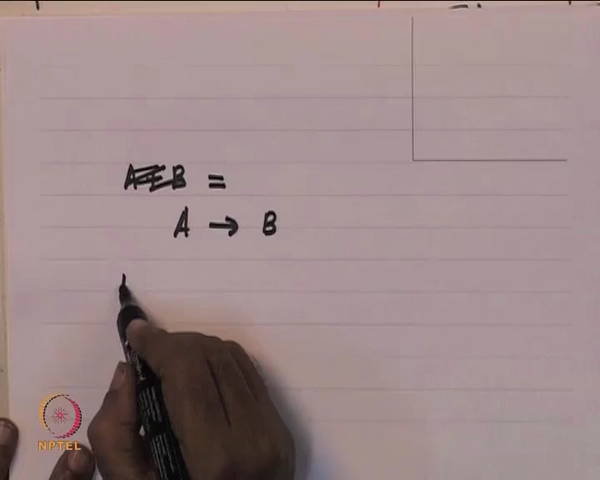 B =
A → B
NPTEL